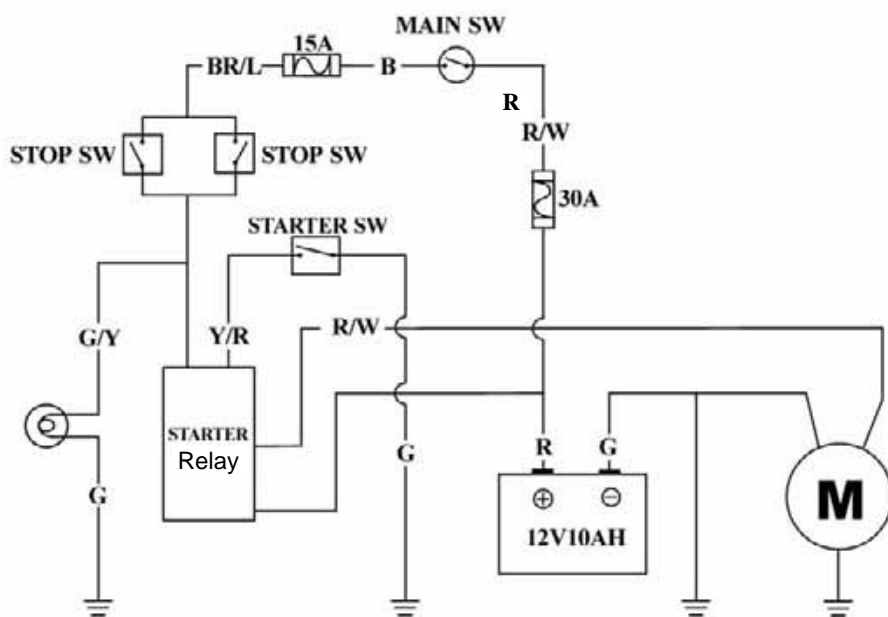 MAIN SW
15A
BR/L
B
R
R/W
STOP SW
STOP SW
30A
STARTER SW
G/Y
Y/R
R/W
STARTER
Relay
G
R
G
G
M
12V10AH